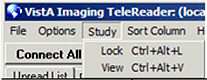 VistA Imaging TeleReader: (loca
File Options Study Sort Column H
Connect All
Lock Ctrl+Alt+L
Unread List
View Ctrl+Alt+V